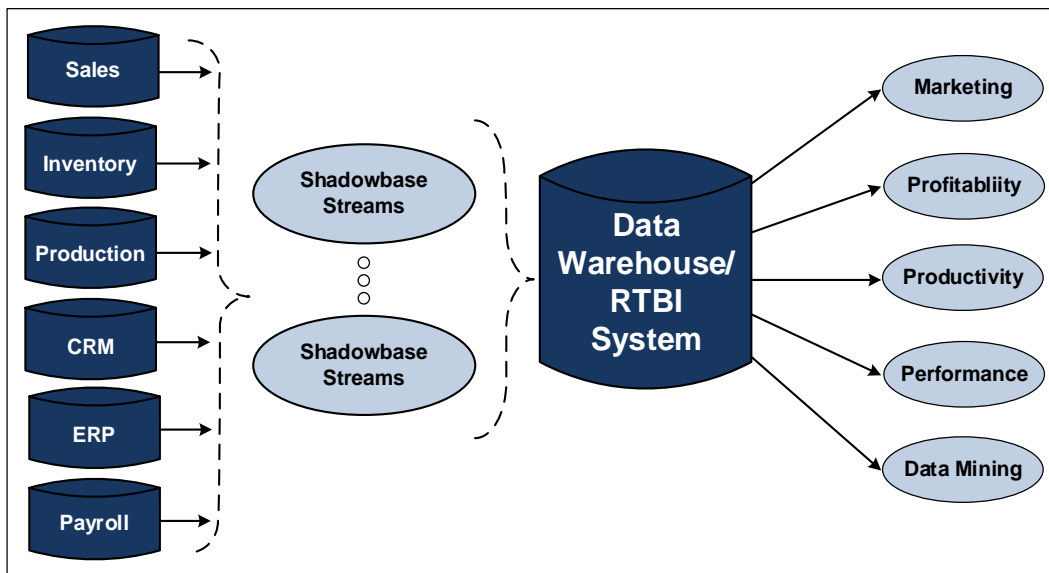 Sales
Inventory
Production
CRM
ERP
Payroll
Shadowbase
Streams
Shadowbase
Streams
Data
Warehouse/
RTBI
System
Marketing
Profitabliity
Productivity
Performance
Data Mining